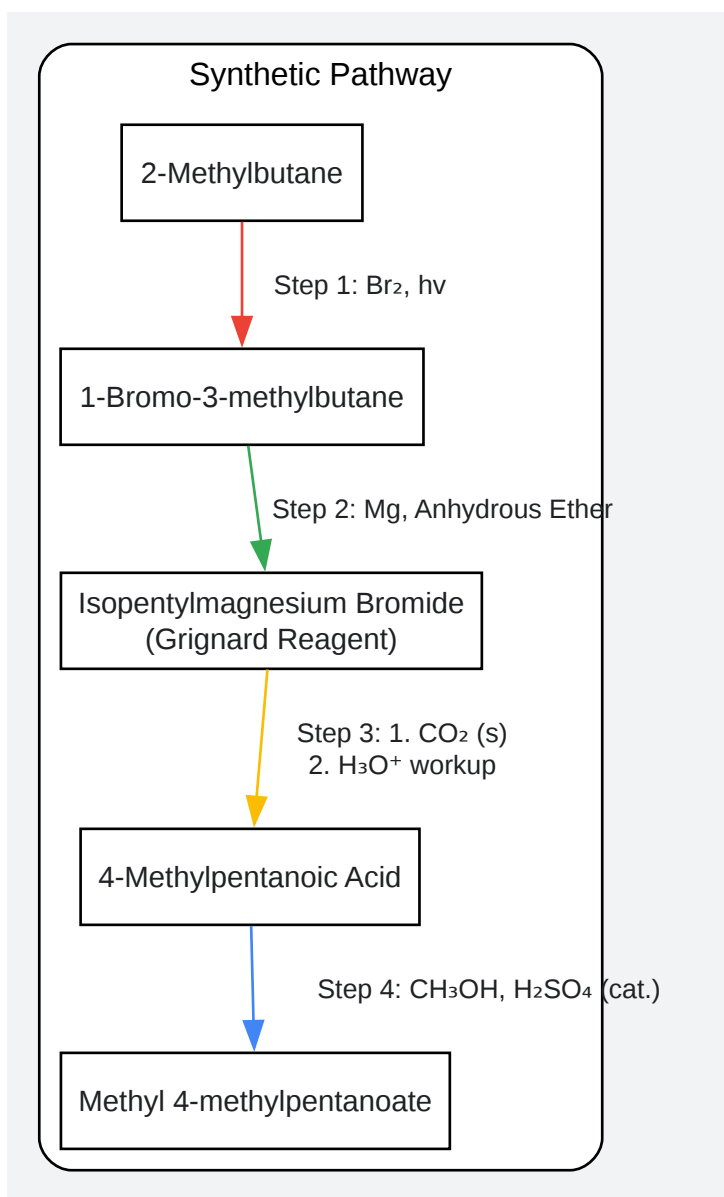 Synthetic Pathway
2-Methylbutane
Step 1: Br₂, hv
1-Bromo-3-methylbutane
Step 2: Mg, Anhydrous Ether
Isopentylmagnesium Bromide
(Grignard Reagent)
Step 3: 1. CO₂ (s)
2. H₃O⁺ workup
4-Methylpentanoic Acid
Step 4: CH₃OH, H₂SO₄ (cat.)
Methyl 4-methylpentanoate